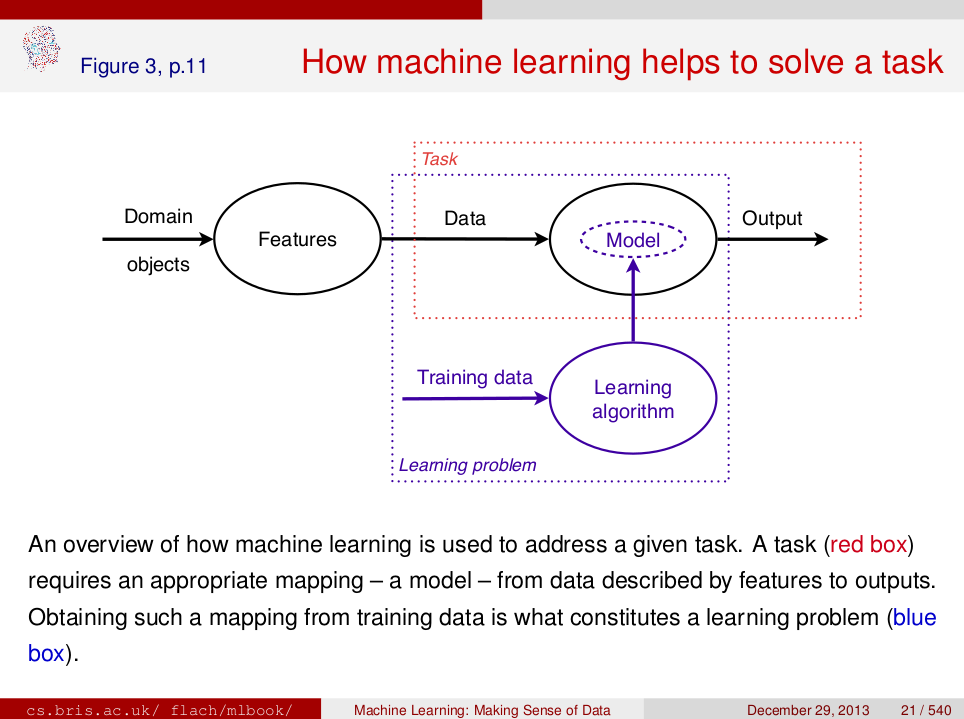 Figure 3, p.11
How machine learning helps to solve a task
Task
Domain
objects
Features
Data
Model
Output
Training data
Learning
algorithm
Learning problem
An overview of how machine learning is used to address a given task. A task (red box)
requires an appropriate mapping – a model – from data described by features to outputs.
Obtaining such a mapping from training data is what constitutes a learning problem (blue
box).
cs.bris.ac.uk/ flach/mlbook/
Machine Learning: Making Sense of Data
December 29, 2013
21 / 540